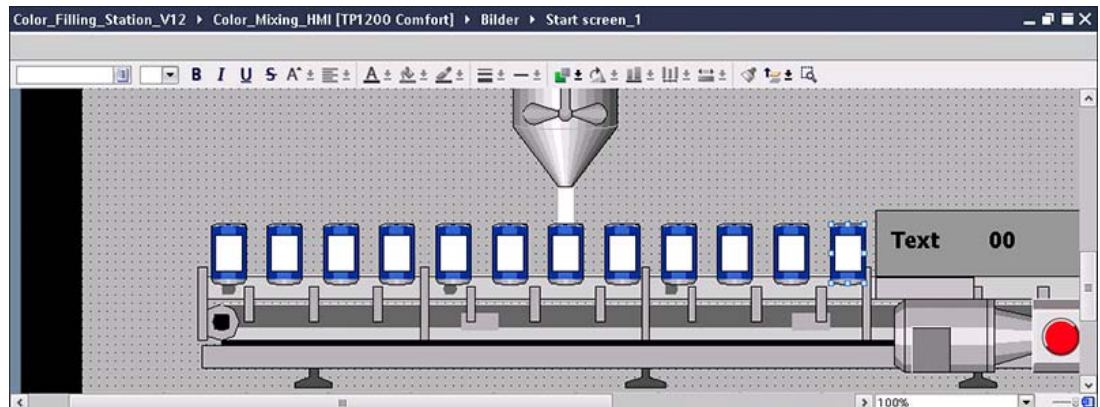 Color_Filling_Station_V12 ▸ Color_Mixing_HMI [TP1200 Comfort] ▸ Bilder ▸ Start screen_1
B I U S A A
Text 00
100%